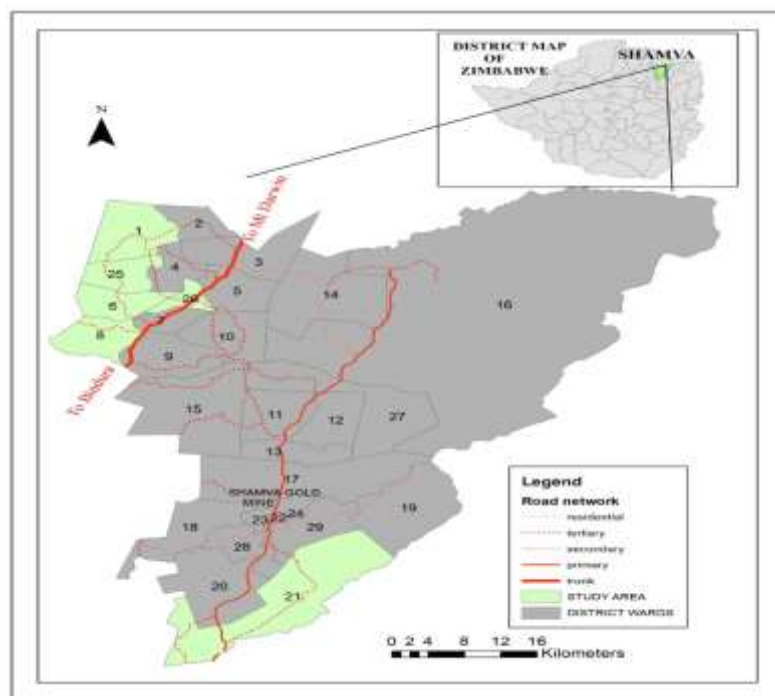 DISTRICT MAP
OF
ZIMBABWE
SHAMVA
N
To Mt Darwin
To Bindura
1
2
3
4
25
5
14
6
26
16
7
8
10
9
15
11
12
27
13
17
SHAMVA GOLD
MINE
24
23
22
29
19
18
28
20
21
Legend
Road network
residential
tertiary
secondary
primary
trunk
STUDY AREA
DISTRICT WARDS
0 2 4 8 12 16
Kilometers